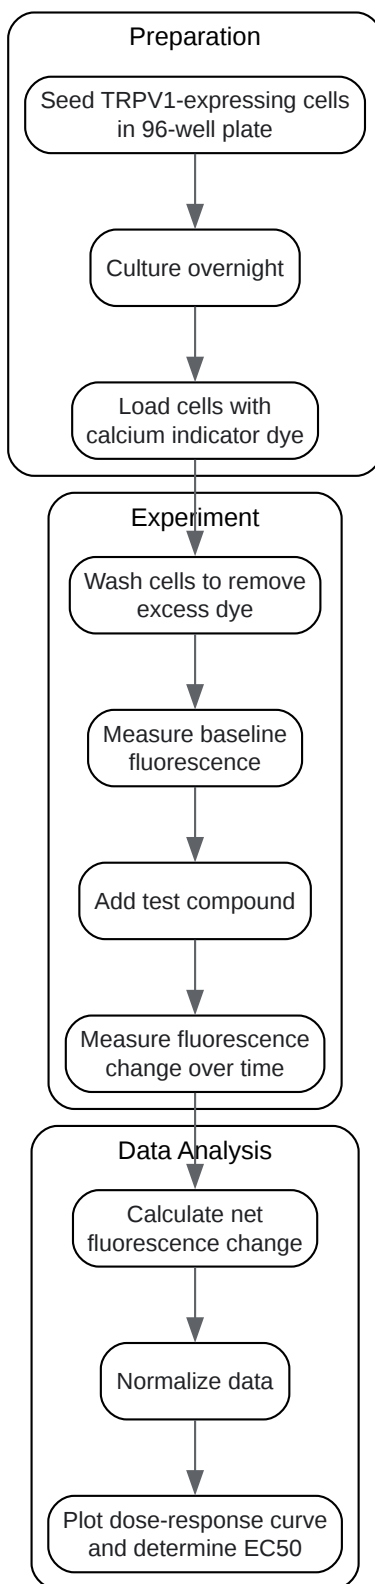 Preparation
Seed TRPV1-expressing cells
in 96-well plate
Culture overnight
Load cells with
calcium indicator dye
Experiment
Wash cells to remove
excess dye
Measure baseline
fluorescence
Add test compound
Measure fluorescence
change over time
Data Analysis
Calculate net
fluorescence change
Normalize data
Plot dose-response curve
and determine EC50